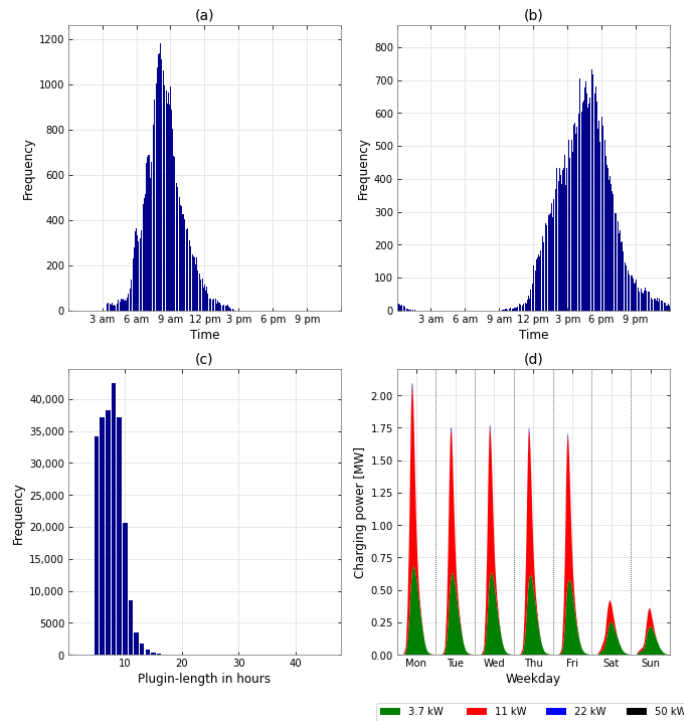 (a)
1200
1000
800
600
400
200
0
Frequency
3 am 6 am 9 am 12 pm 3 pm 6 pm 9 pm
Time
(b)
800
700
600
500
400
300
200
100
0
Frequency
3 am 6 am 9 am 12 pm 3 pm 6 pm 9 pm
Time
(c)
40,000
35,000
30,000
25,000
20,000
15,000
10,000
5000
0
Frequency
10 20 30 40
Plugin-length in hours
(d)
2.00
1.75
1.50
1.25
1.00
0.75
0.50
0.25
0.00
Charging power [MW]
Mon Tue Wed Thu Fri Sat Sun
Weekday
3.7 kW 11 kW 22 kW 50 kW